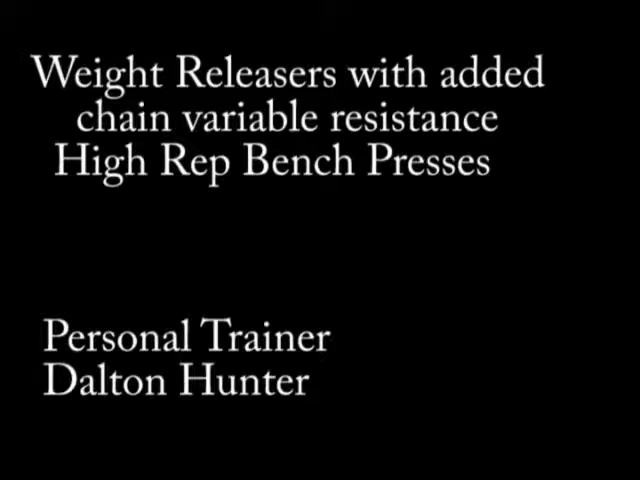 Weight Releasers with added
chain variable resistance
High Rep Bench Presses
Personal Trainer
Dalton Hunter